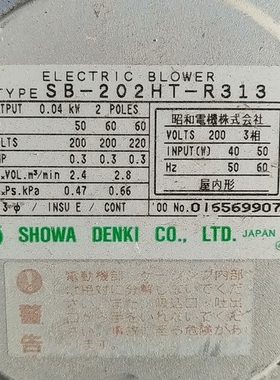 ELECTRIC BLOWER
TYPE SB-202HT-R313
TPUT 0.04 kW 2 POLES
50 60 60
LTS 200 200 220
MP 0.3 0.3 0.3
.VOL.m³/min 2.4 2.8
.Ps.kPa 0.47 0.66
3 φ / INSU E / CONT
昭和電機株式会社
VOLTS 200 3相
INPUT(W) 40 50
Hz 50 60
屋内形
'00 No.016569907
SHOWA DENKI CO., LTD. JAPAN
警告